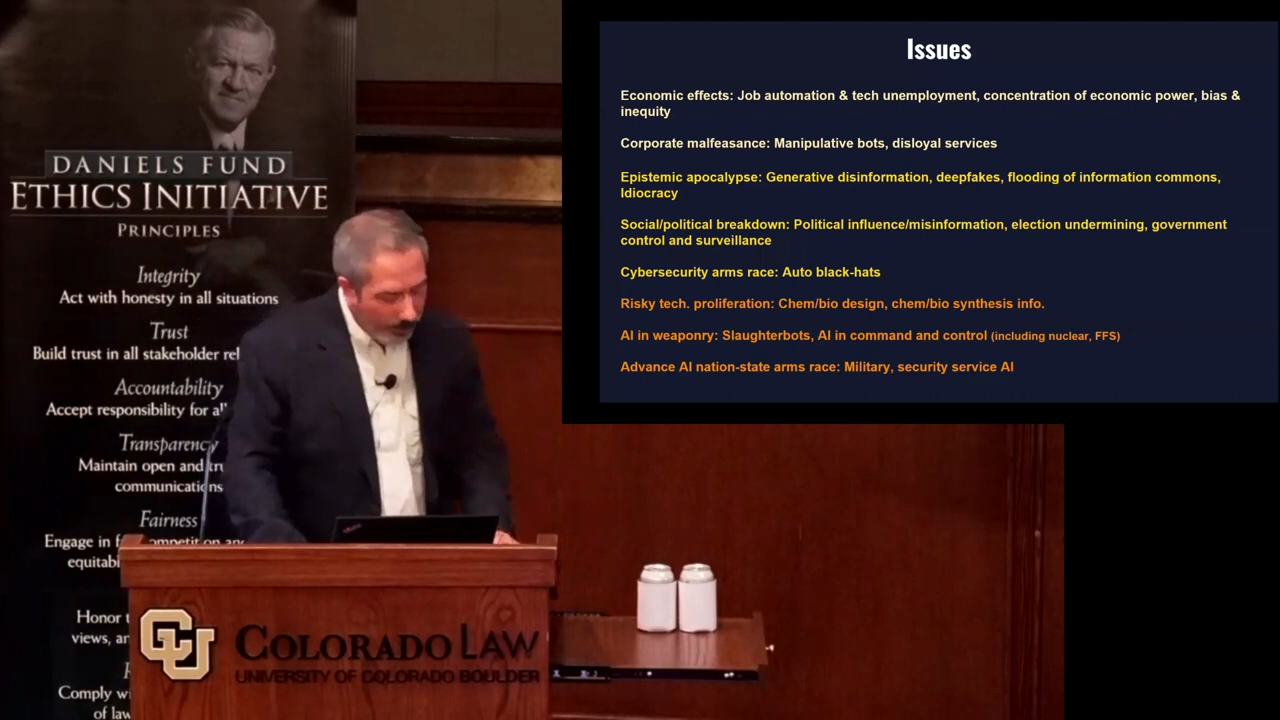 DANIELS FUND
ETHICS INITIATIVE
PRINCIPLES
Integrity
Act with honesty in all situations
Trust
Build trust in all stakeholder
Accountability
Accept responsibility for
Transparency
Maintain open and
communications
Fairness
Engage in
Honor
views,
Comply
of law
CU
COLORADO LAW
UNIVERSITY OF COLORADO BOULDER
Issues
Economic effects: Job automation & tech unemployment, concentration of economic power, bias &
inequity
Corporate malfeasance: Manipulative bots, disloyal services
Epistemic apocalypse: Generative disinformation, deepfakes, flooding of information commons,
Idiocracy
Social/political breakdown: Political influence/misinformation, election undermining, government
control and surveillance
Cybersecurity arms race: Auto black-hats
Risky tech. proliferation: Chem/bio design, chem/bio synthesis info.
AI in weaponry: Slaughterbots, AI in command and control (including nuclear, FFS)
Advance AI nation-state arms race: Military, security service AI